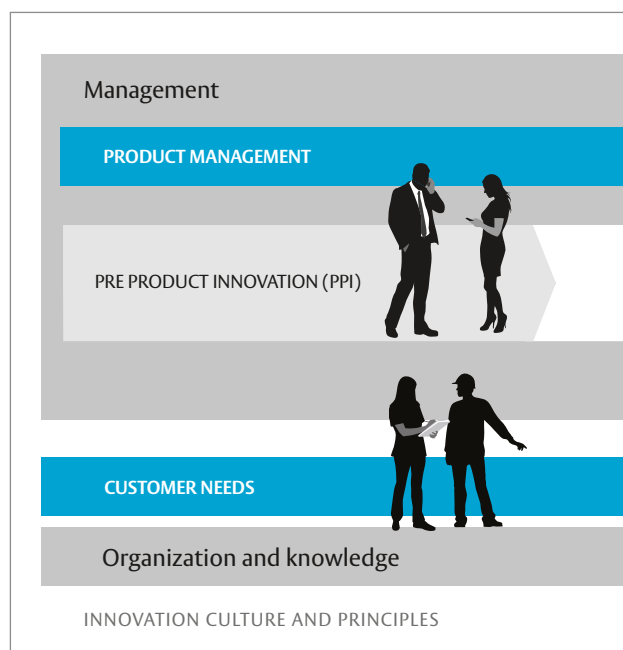 Management
PRODUCT MANAGEMENT
PRE PRODUCT INNOVATION (PPI)
CUSTOMER NEEDS
Organization and knowledge
INNOVATION CULTURE AND PRINCIPLES